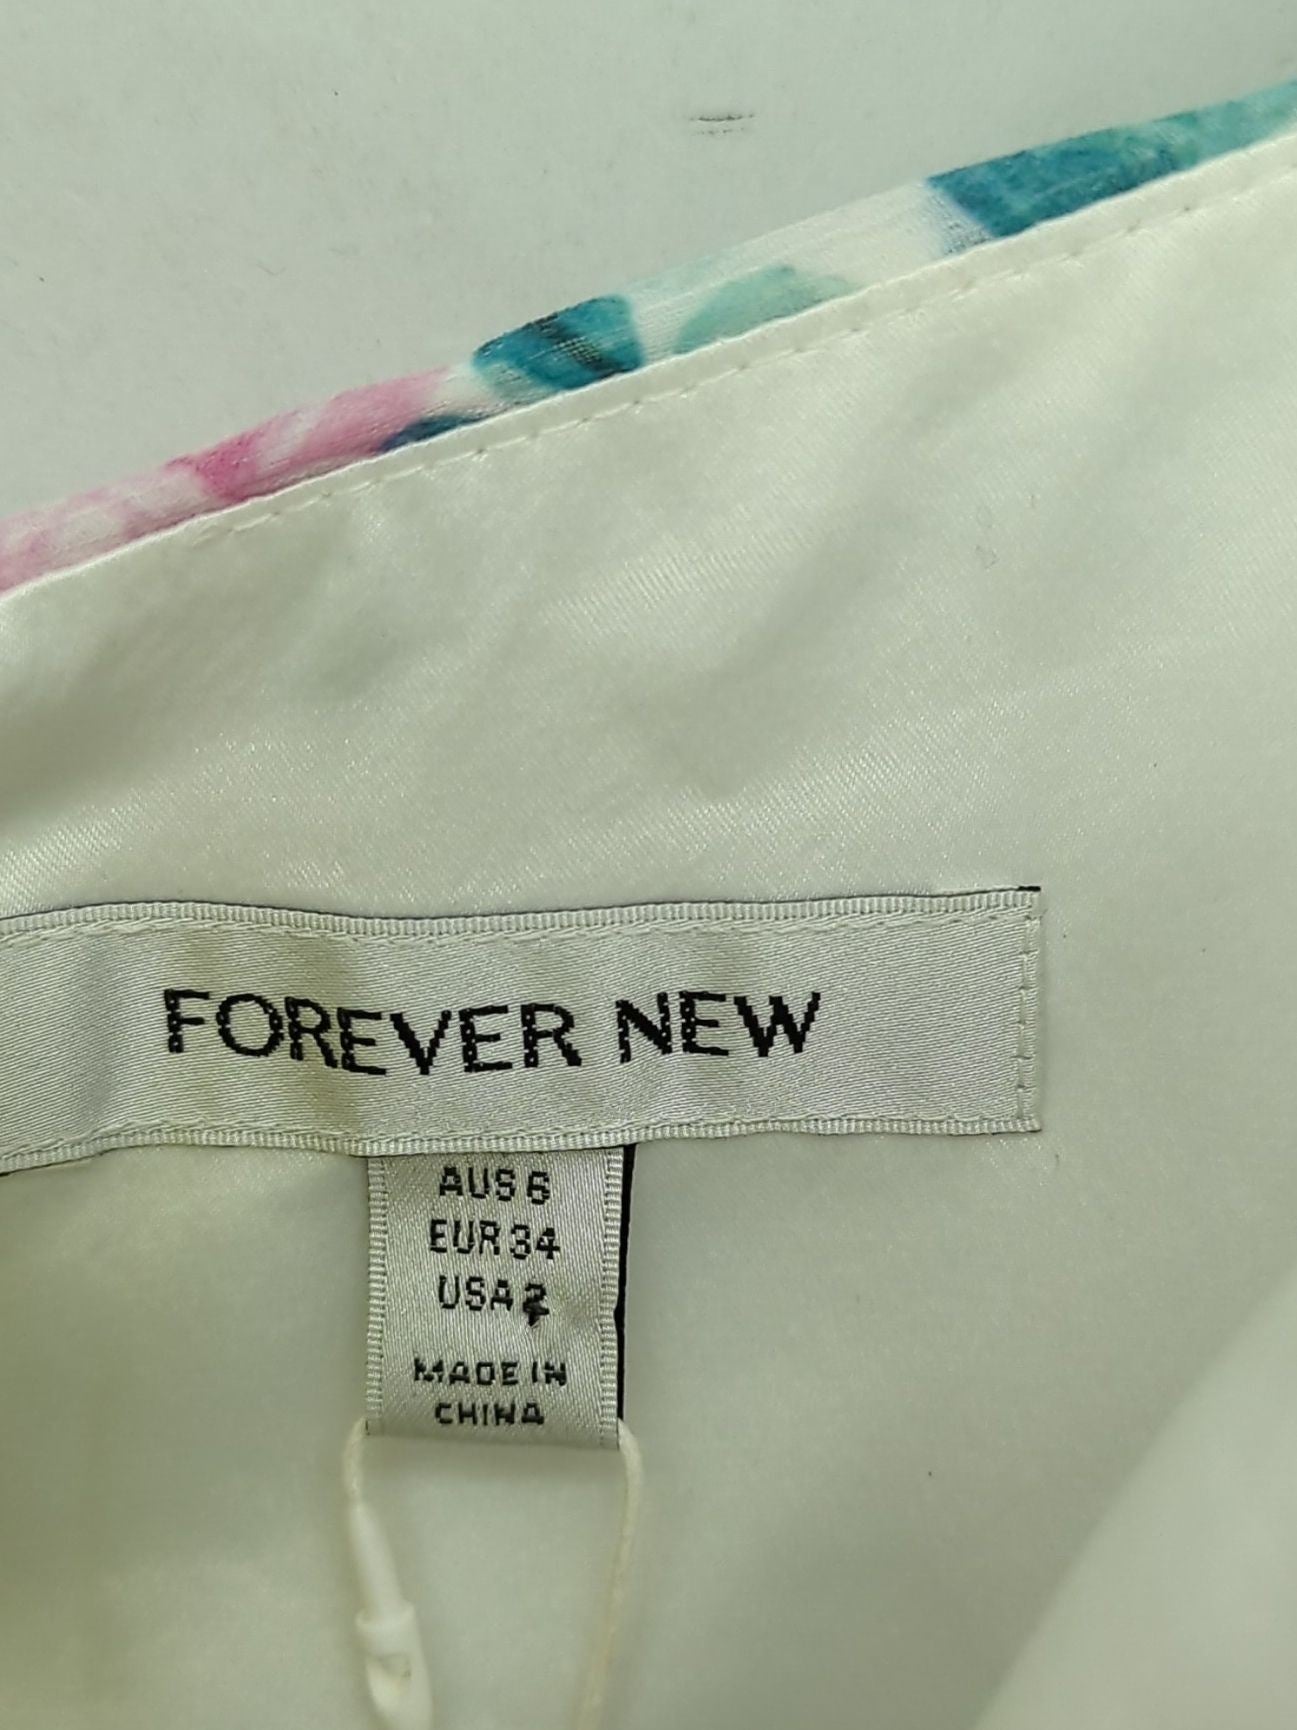 FOREVER NEW
AUS 6
EUR 34
USA 2
MADE IN
CHINA